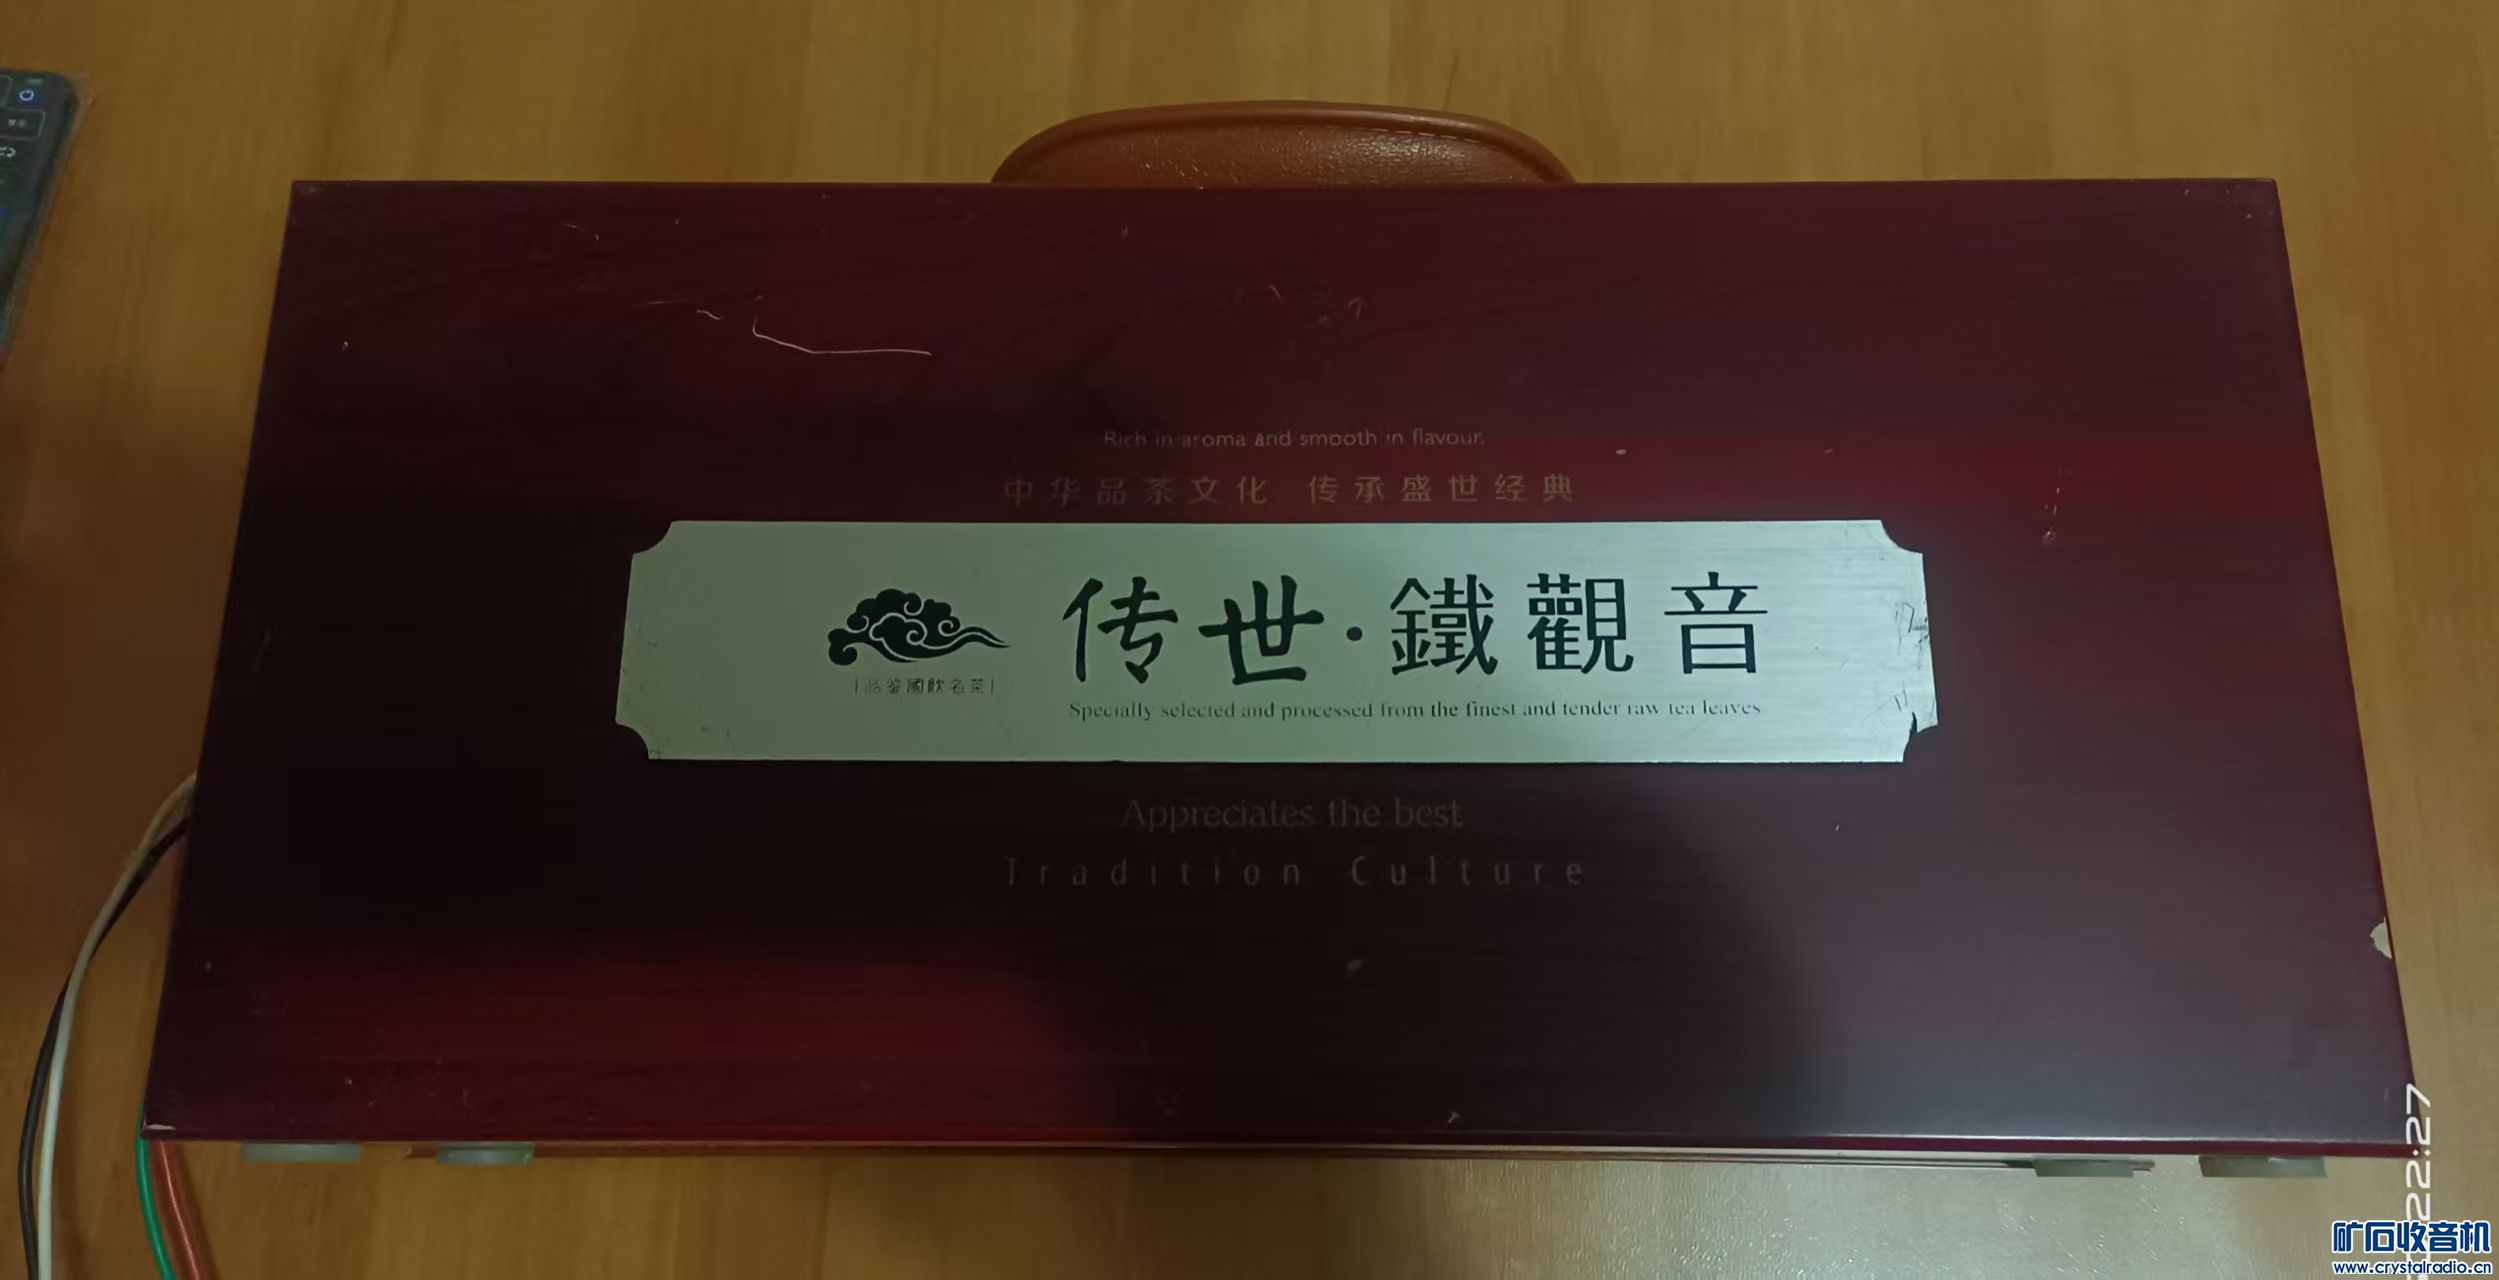 Rich in aroma and smooth in flavour.
中华品茶文化 传承盛世经典
传世·鐵觀音
|品鉴國飲名茶|
Specially selected and processed from the finest and tender raw tea leaves
Appreciates the best
Tradition Culture
22:27
矿石收音机
www.crystalradio.cn